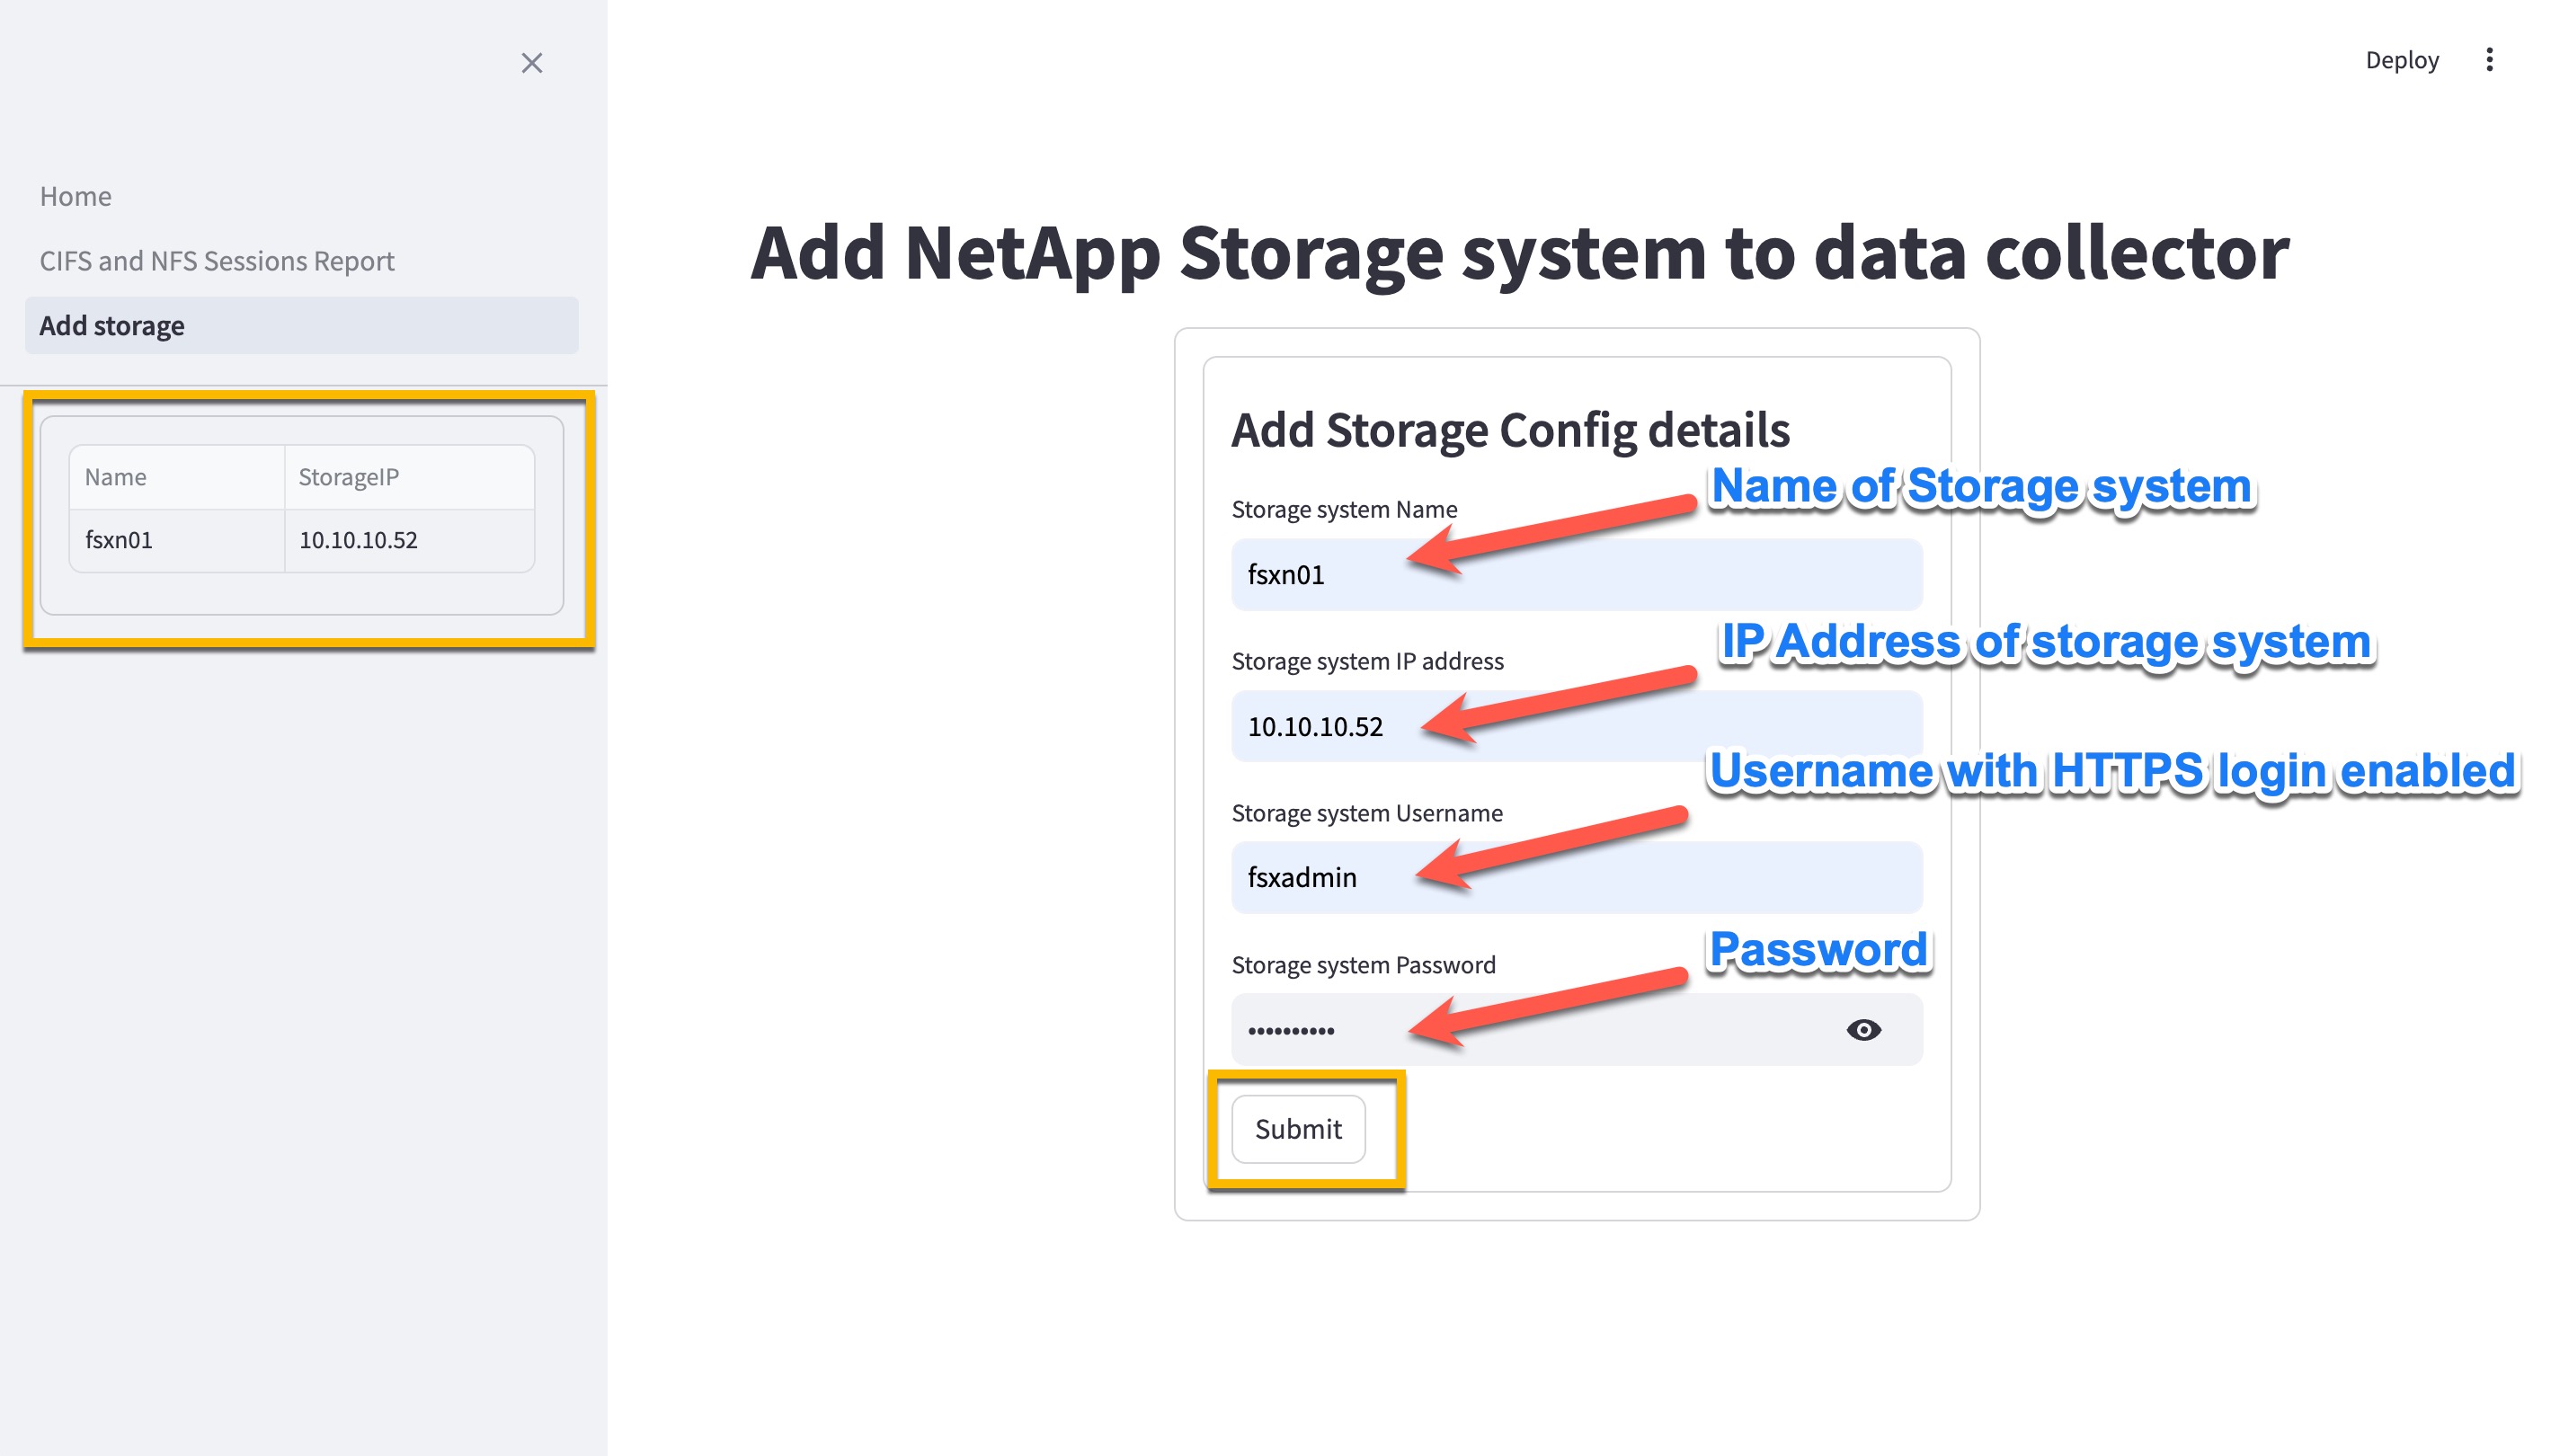 Deploy
Home
CIFS and NFS Sessions Report
Add storage
Name StorageIP
fsxn01 10.10.10.52
Add NetApp Storage system to data collector
Add Storage Config details
Name of Storage system
Storage system Name
fsxn01
IP Address of storage system
Storage system IP address
10.10.10.52
Username with HTTPS login enabled
Storage system Username
fsxadmin
Password
Storage system Password
••••••••••
Submit